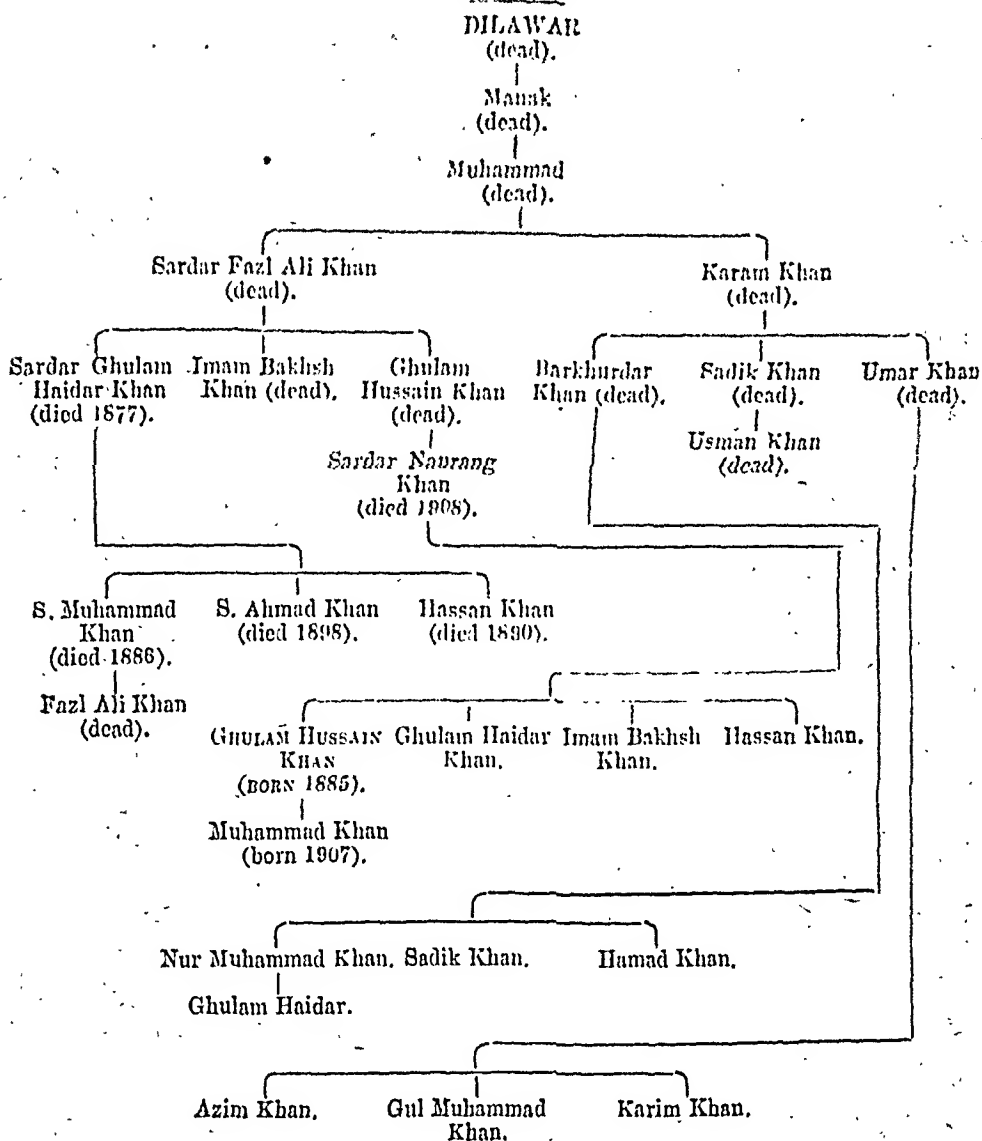 DILAWAR
(dead).
Manak
(dead).
Muhammad
(dead).
Sardar Fazl Ali Khan
(dead).
Karam Khan
(dead).
Sardar Ghulam
Haidar Khan
(died 1877).
Imam Bakhsh
Khan (dead).
Ghulam
Hussain Khan
(dead).
Barkhurdar
Khan (dead).
Sadik Khan
(dead).
Umar Khan
(dead).
Sardar Naurang
Khan
(died 1908).
Usman Khan
(dead).
S. Muhammad
Khan
(died 1886).
S. Ahmad Khan
(died 1898).
Hassan Khan
(died 1890).
Fazl Ali Khan
(dead).
GHULAM HUSSAIN
KHAN
(BORN 1885).
Ghulam Haidar
Khan.
Imam Bakhsh
Khan.
Hassan Khan.
Muhammad Khan
(born 1907).
Nur Muhammad Khan.
Sadik Khan.
Hamad Khan.
Ghulam Haidar.
Azim Khan.
Gul Muhammad
Khan.
Karim Khan.